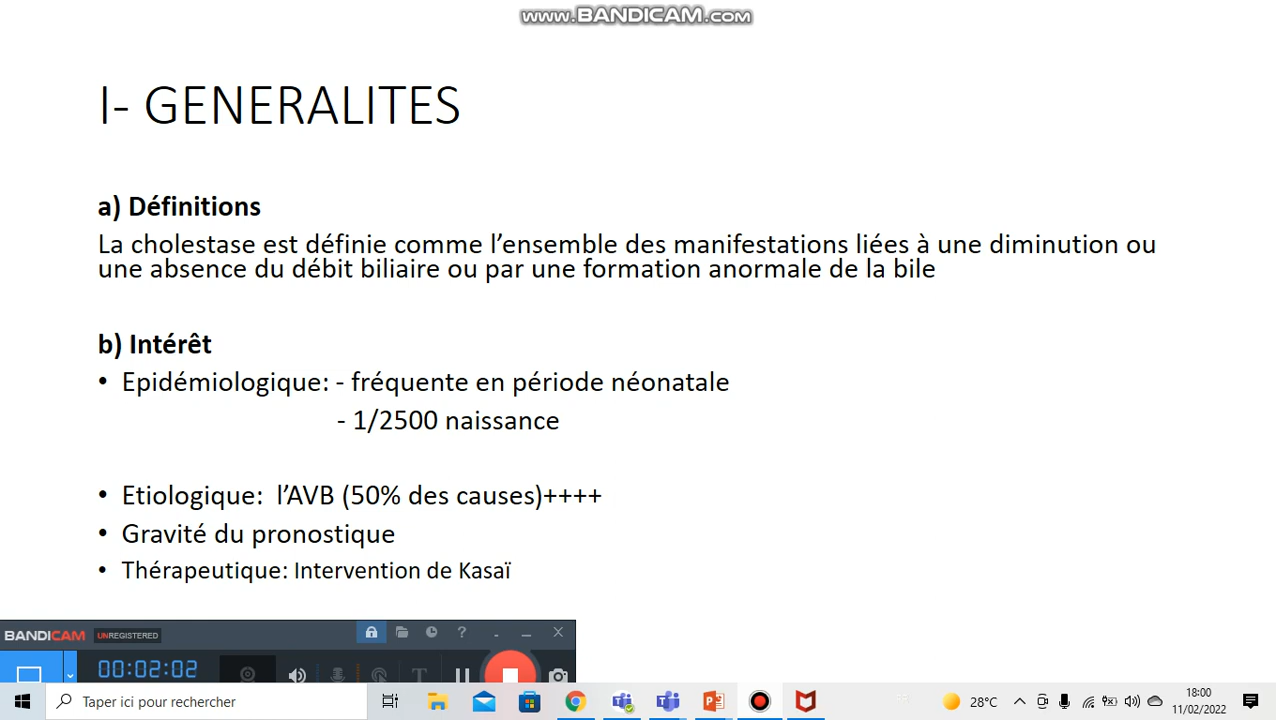 www.BANDICAM.com
I- GENERALITES
a) Définitions
La cholestase est définie comme l’ensemble des manifestations liées à une diminution ou
une absence du débit biliaire ou par une formation anormale de la bile
b) Intérêt
• Epidémiologique: - fréquente en période néonatale
- 1/2500 naissance
• Etiologique: l’AVB (50% des causes)++++
• Gravité du pronostique
• Thérapeutique: Intervention de Kasaï
BANDICAM UNREGISTERED
00:02:02
Taper ici pour rechercher
28°C
18:00
11/02/2022